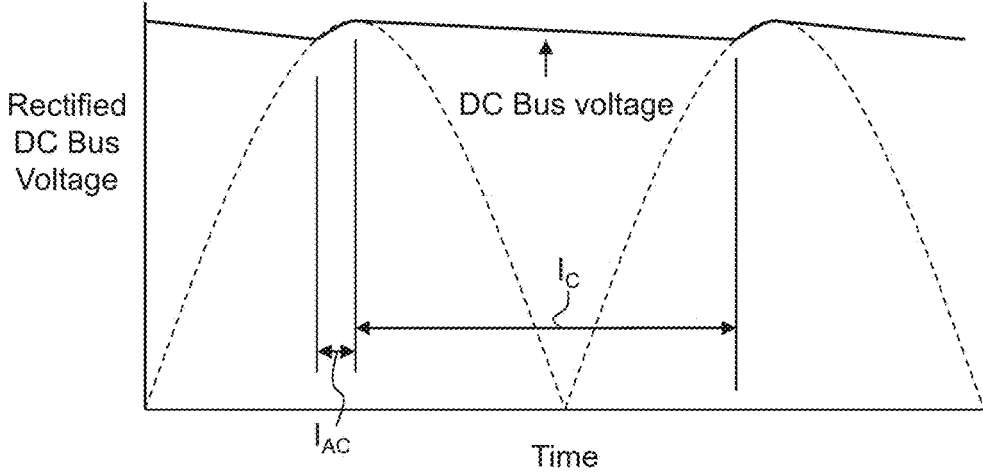 Rectified
DC Bus
Voltage
DC Bus voltage
I_C
I_AC
Time